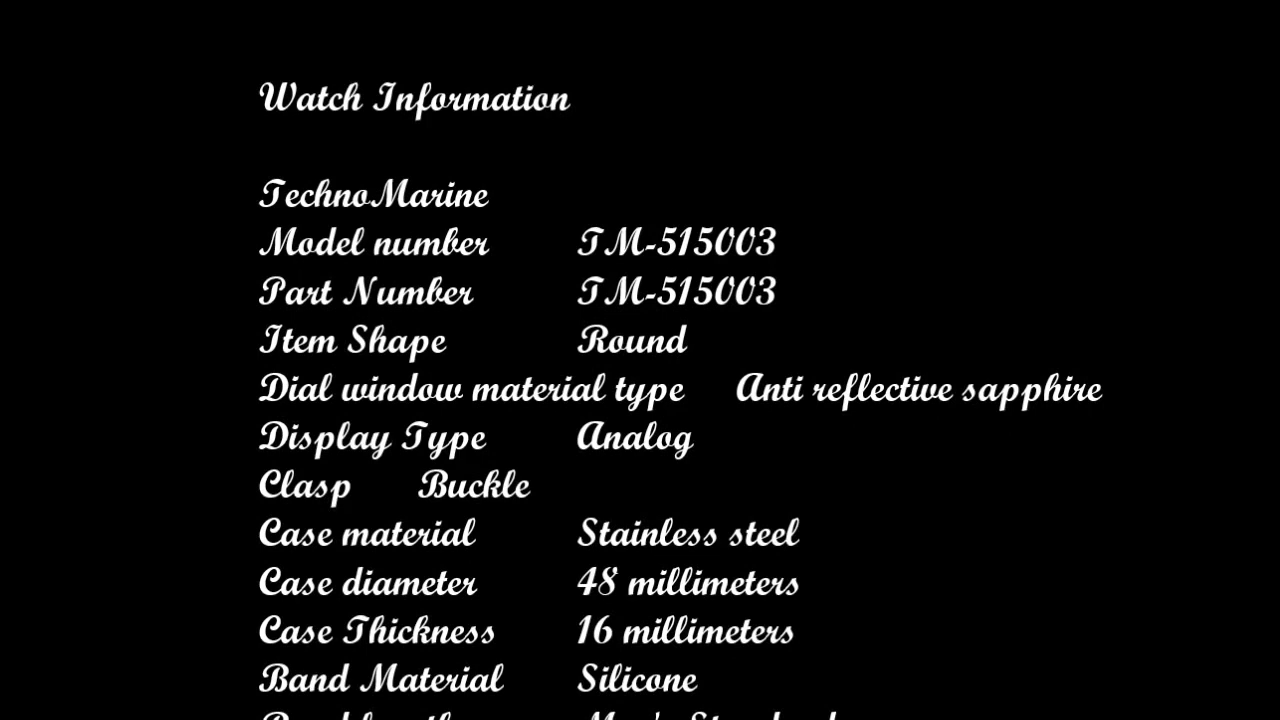 Watch Information
TechnoMarine
Model number TM-515003
Part Number TM-515003
Item Shape Round
Dial window material type Anti reflective sapphire
Display Type Analog
Clasp Buckle
Case material Stainless steel
Case diameter 48 millimeters
Case Thickness 16 millimeters
Band Material Silicone